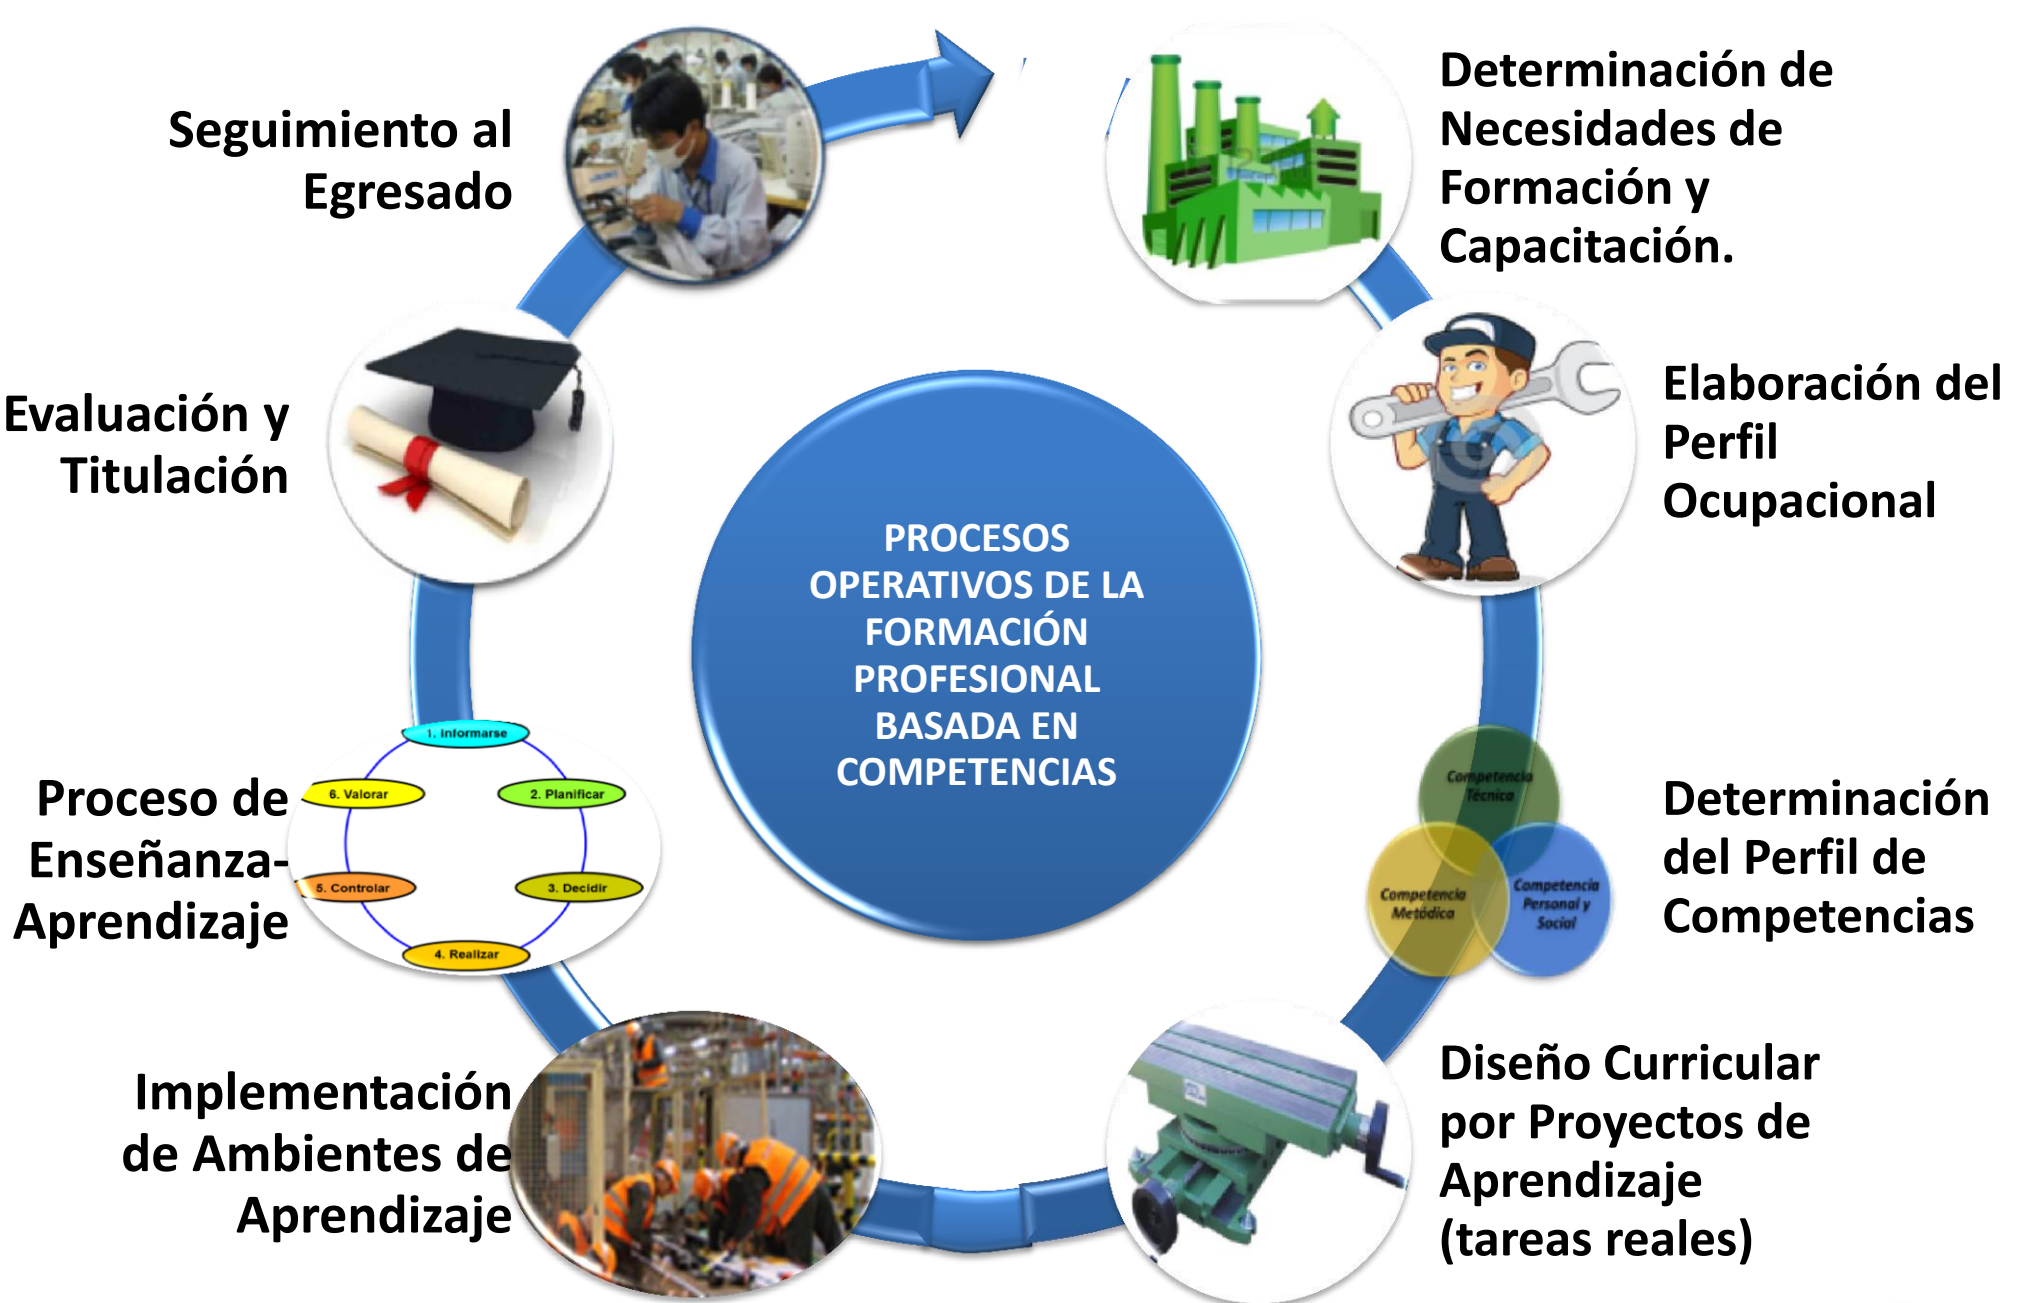 Determinación de
Necesidades de
Formación y
Capacitación.
Elaboración del
Perfil
Ocupacional
Determinación
del Perfil de
Competencias
Competencia
Técnica
Competencia
Metódica
Competencia
Personal y
Social
Diseño Curricular
por Proyectos de
Aprendizaje
(tareas reales)
Implementación
de Ambientes de
Aprendizaje
Proceso de
Enseñanza-
Aprendizaje
1. Informarse
2. Planificar
3. Decidir
4. Realizar
5. Controlar
6. Valorar
Evaluación y
Titulación
Seguimiento al
Egresado
PROCESOS
OPERATIVOS DE LA
FORMACIÓN
PROFESIONAL
BASADA EN
COMPETENCIAS